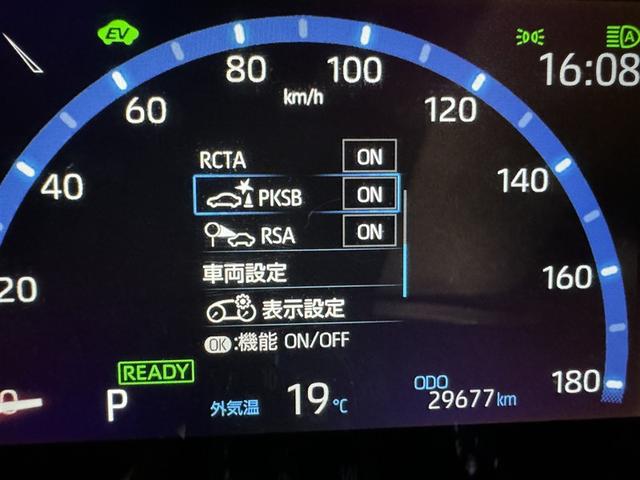 EV
80
100
16:08
60
km/h
120
RCTA ON
40
PKSB ON
140
RSA ON
車両設定
20
160
表示設定
OK:機能 ON/OFF
READY
180
0
P
外気温 19℃
ODO
29677km